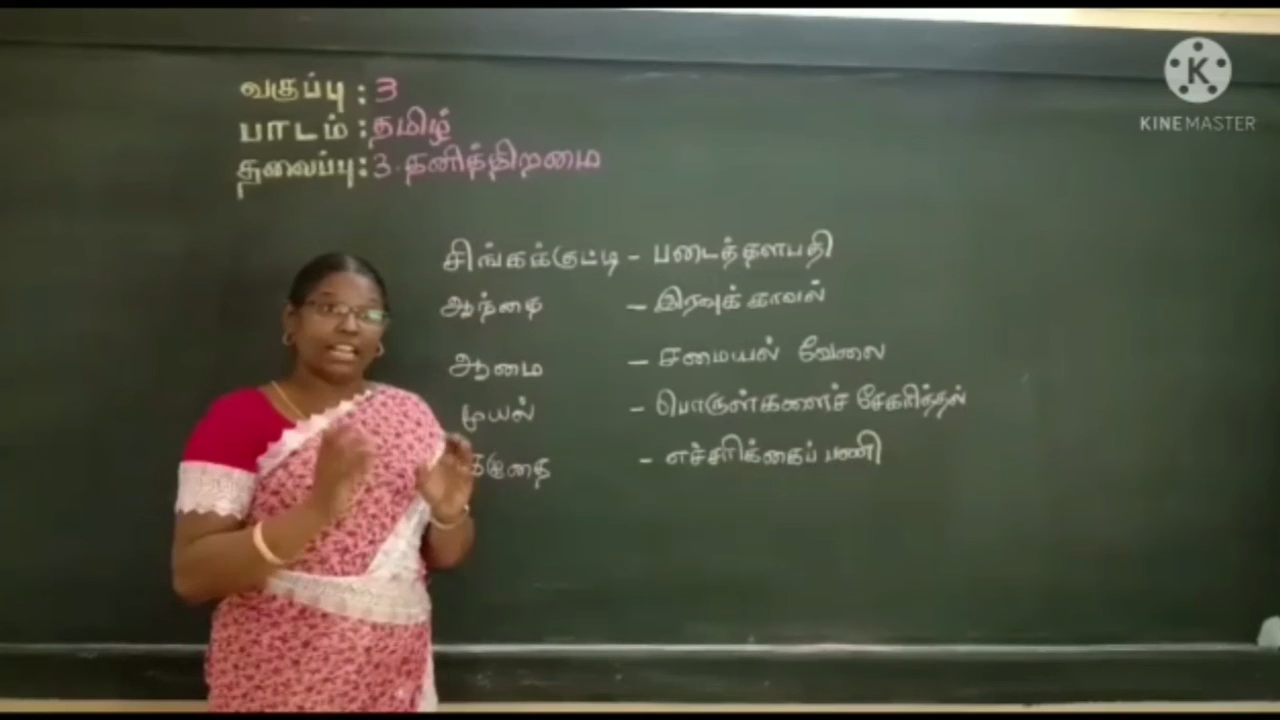 வகுப்பு : 3
பாடம் : தமிழ்
தலைப்பு : 3. தனித்திறமை
சிங்கக்குட்டி - படைத்தளபதி
ஆந்தை - இரவுக் காவல்
ஆமை - சமையல் வேலை
முயல் - பொருள்களைச் சேகரித்தல்
கழுதை - எச்சரிக்கைப் பணி
K
KINEMASTER